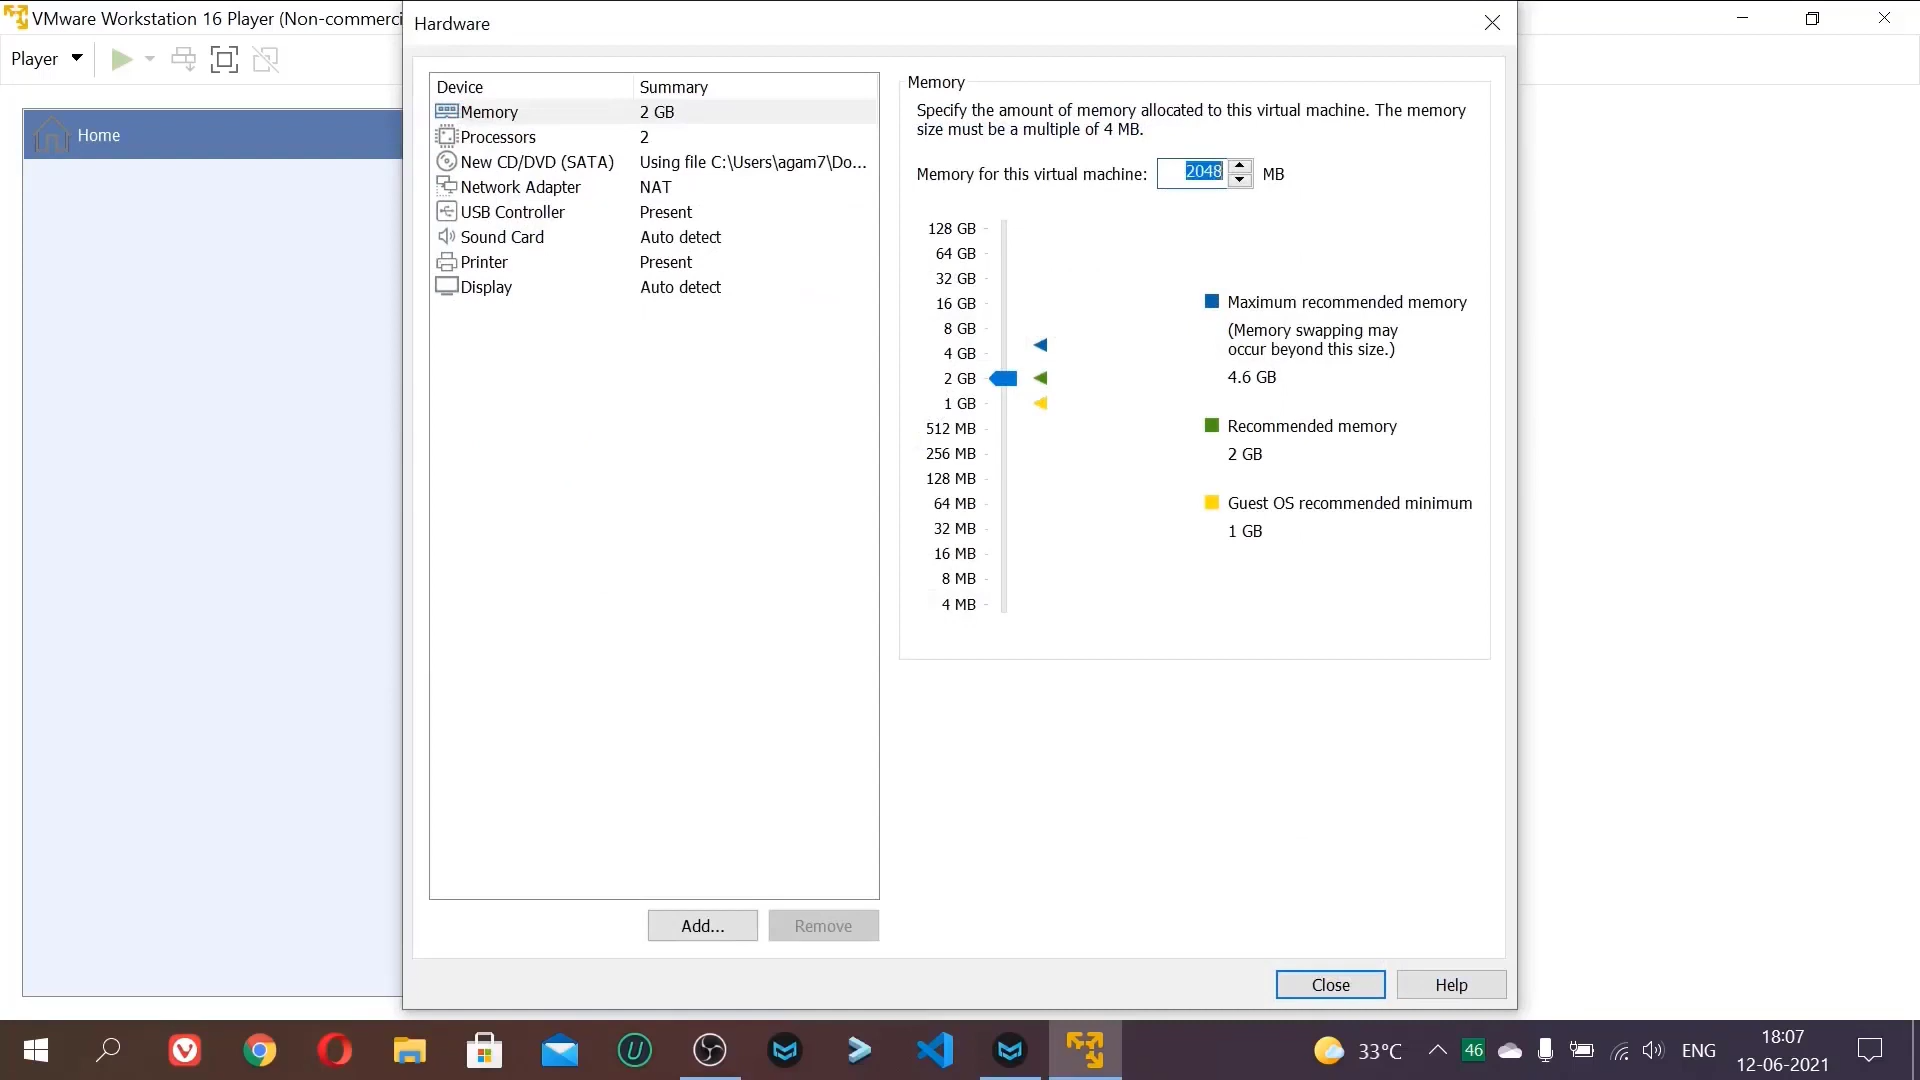 VMware Workstation 16 Player (Non-commerci
Hardware
Player
Home
Device Summary
Memory 2 GB
Processors 2
New CD/DVD (SATA) Using file C:\Users\agam7\Do...
Network Adapter NAT
USB Controller Present
Sound Card Auto detect
Printer Present
Display Auto detect
Add...
Remove
Memory
Specify the amount of memory allocated to this virtual machine. The memory
size must be a multiple of 4 MB.
Memory for this virtual machine: 2048 MB
128 GB
64 GB
32 GB
16 GB
8 GB
4 GB
2 GB
1 GB
512 MB
256 MB
128 MB
64 MB
32 MB
16 MB
8 MB
4 MB
Maximum recommended memory
(Memory swapping may
occur beyond this size.)
4.6 GB
Recommended memory
2 GB
Guest OS recommended minimum
1 GB
Close
Help
33°C
46
ENG
18:07
12-06-2021